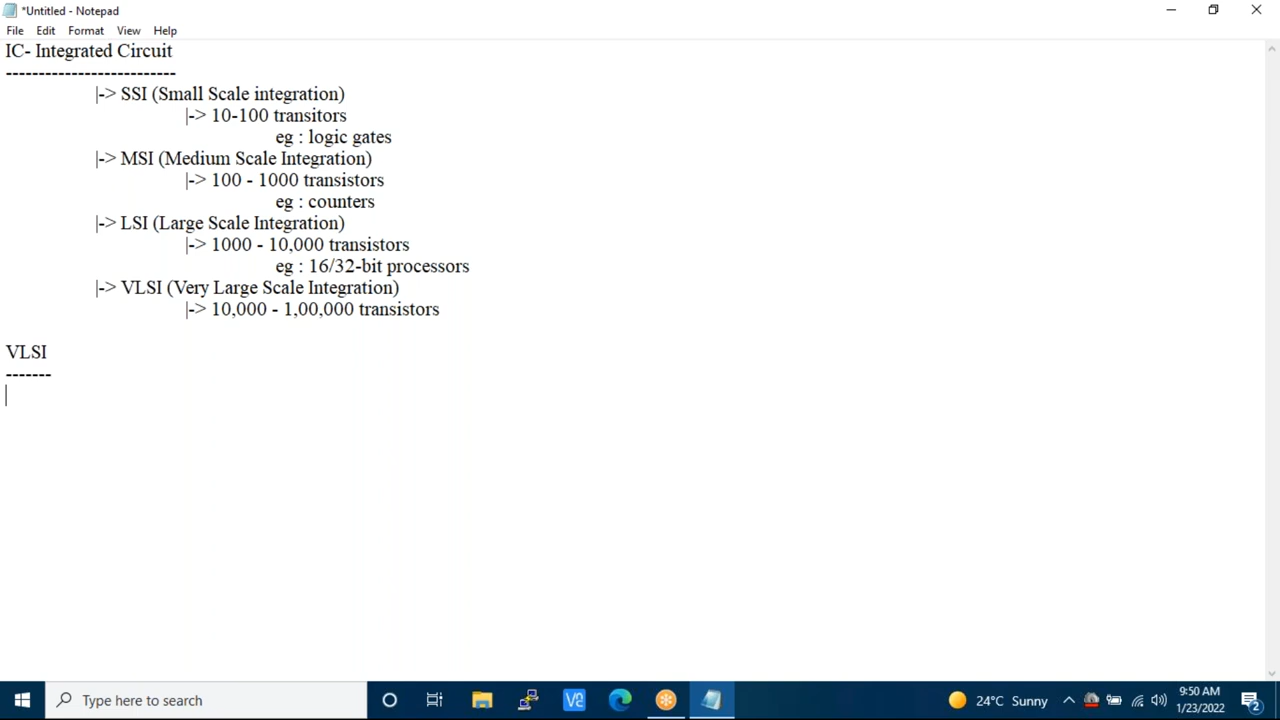 *Untitled - Notepad
File Edit Format View Help
IC- Integrated Circuit
--------------------------
|-> SSI (Small Scale integration)
|-> 10-100 transitors
eg : logic gates
|-> MSI (Medium Scale Integration)
|-> 100 - 1000 transistors
eg : counters
|-> LSI (Large Scale Integration)
|-> 1000 - 10,000 transistors
eg : 16/32-bit processors
|-> VLSI (Very Large Scale Integration)
|-> 10,000 - 1,00,000 transistors
VLSI
-------
Type here to search
24°C Sunny
9:50 AM
1/23/2022
2